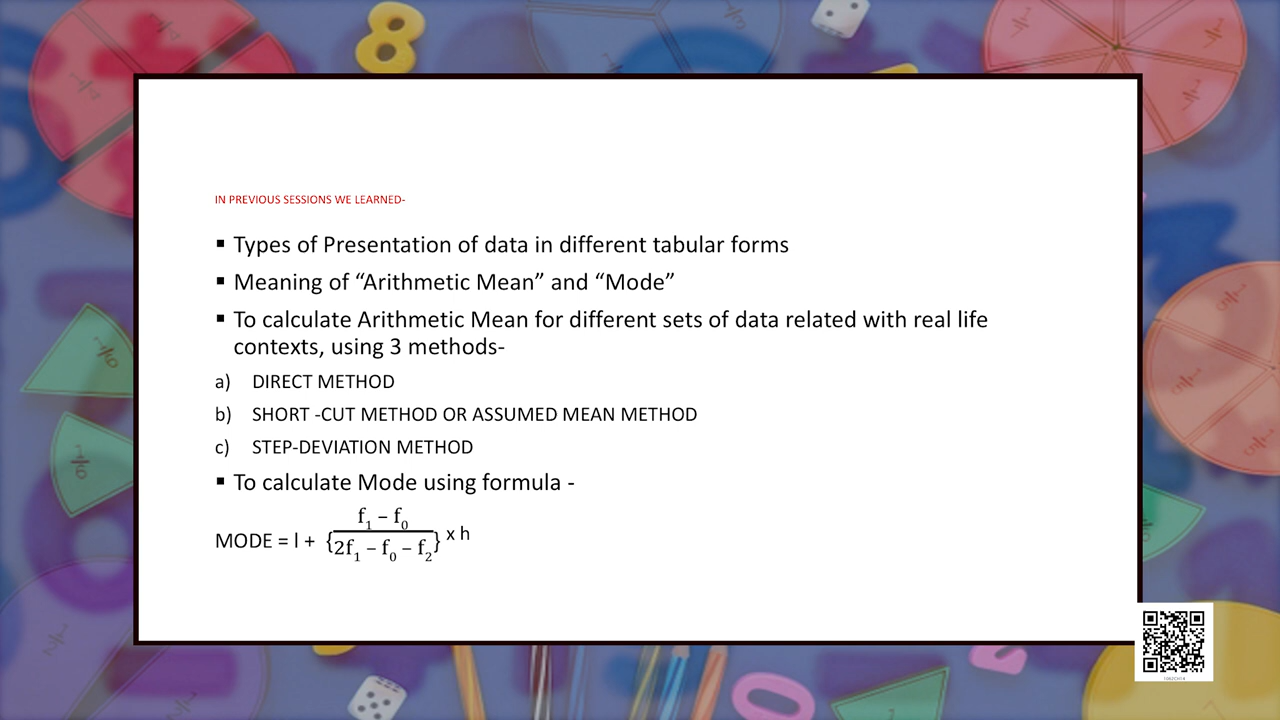 IN PREVIOUS SESSIONS WE LEARNED-
▪ Types of Presentation of data in different tabular forms
▪ Meaning of “Arithmetic Mean” and “Mode”
▪ To calculate Arithmetic Mean for different sets of data related with real life
contexts, using 3 methods-
a) DIRECT METHOD
b) SHORT -CUT METHOD OR ASSUMED MEAN METHOD
c) STEP-DEVIATION METHOD
▪ To calculate Mode using formula -
f₁ – f₀
MODE = l + { } x h
2f₁ – f₀ – f₂
8